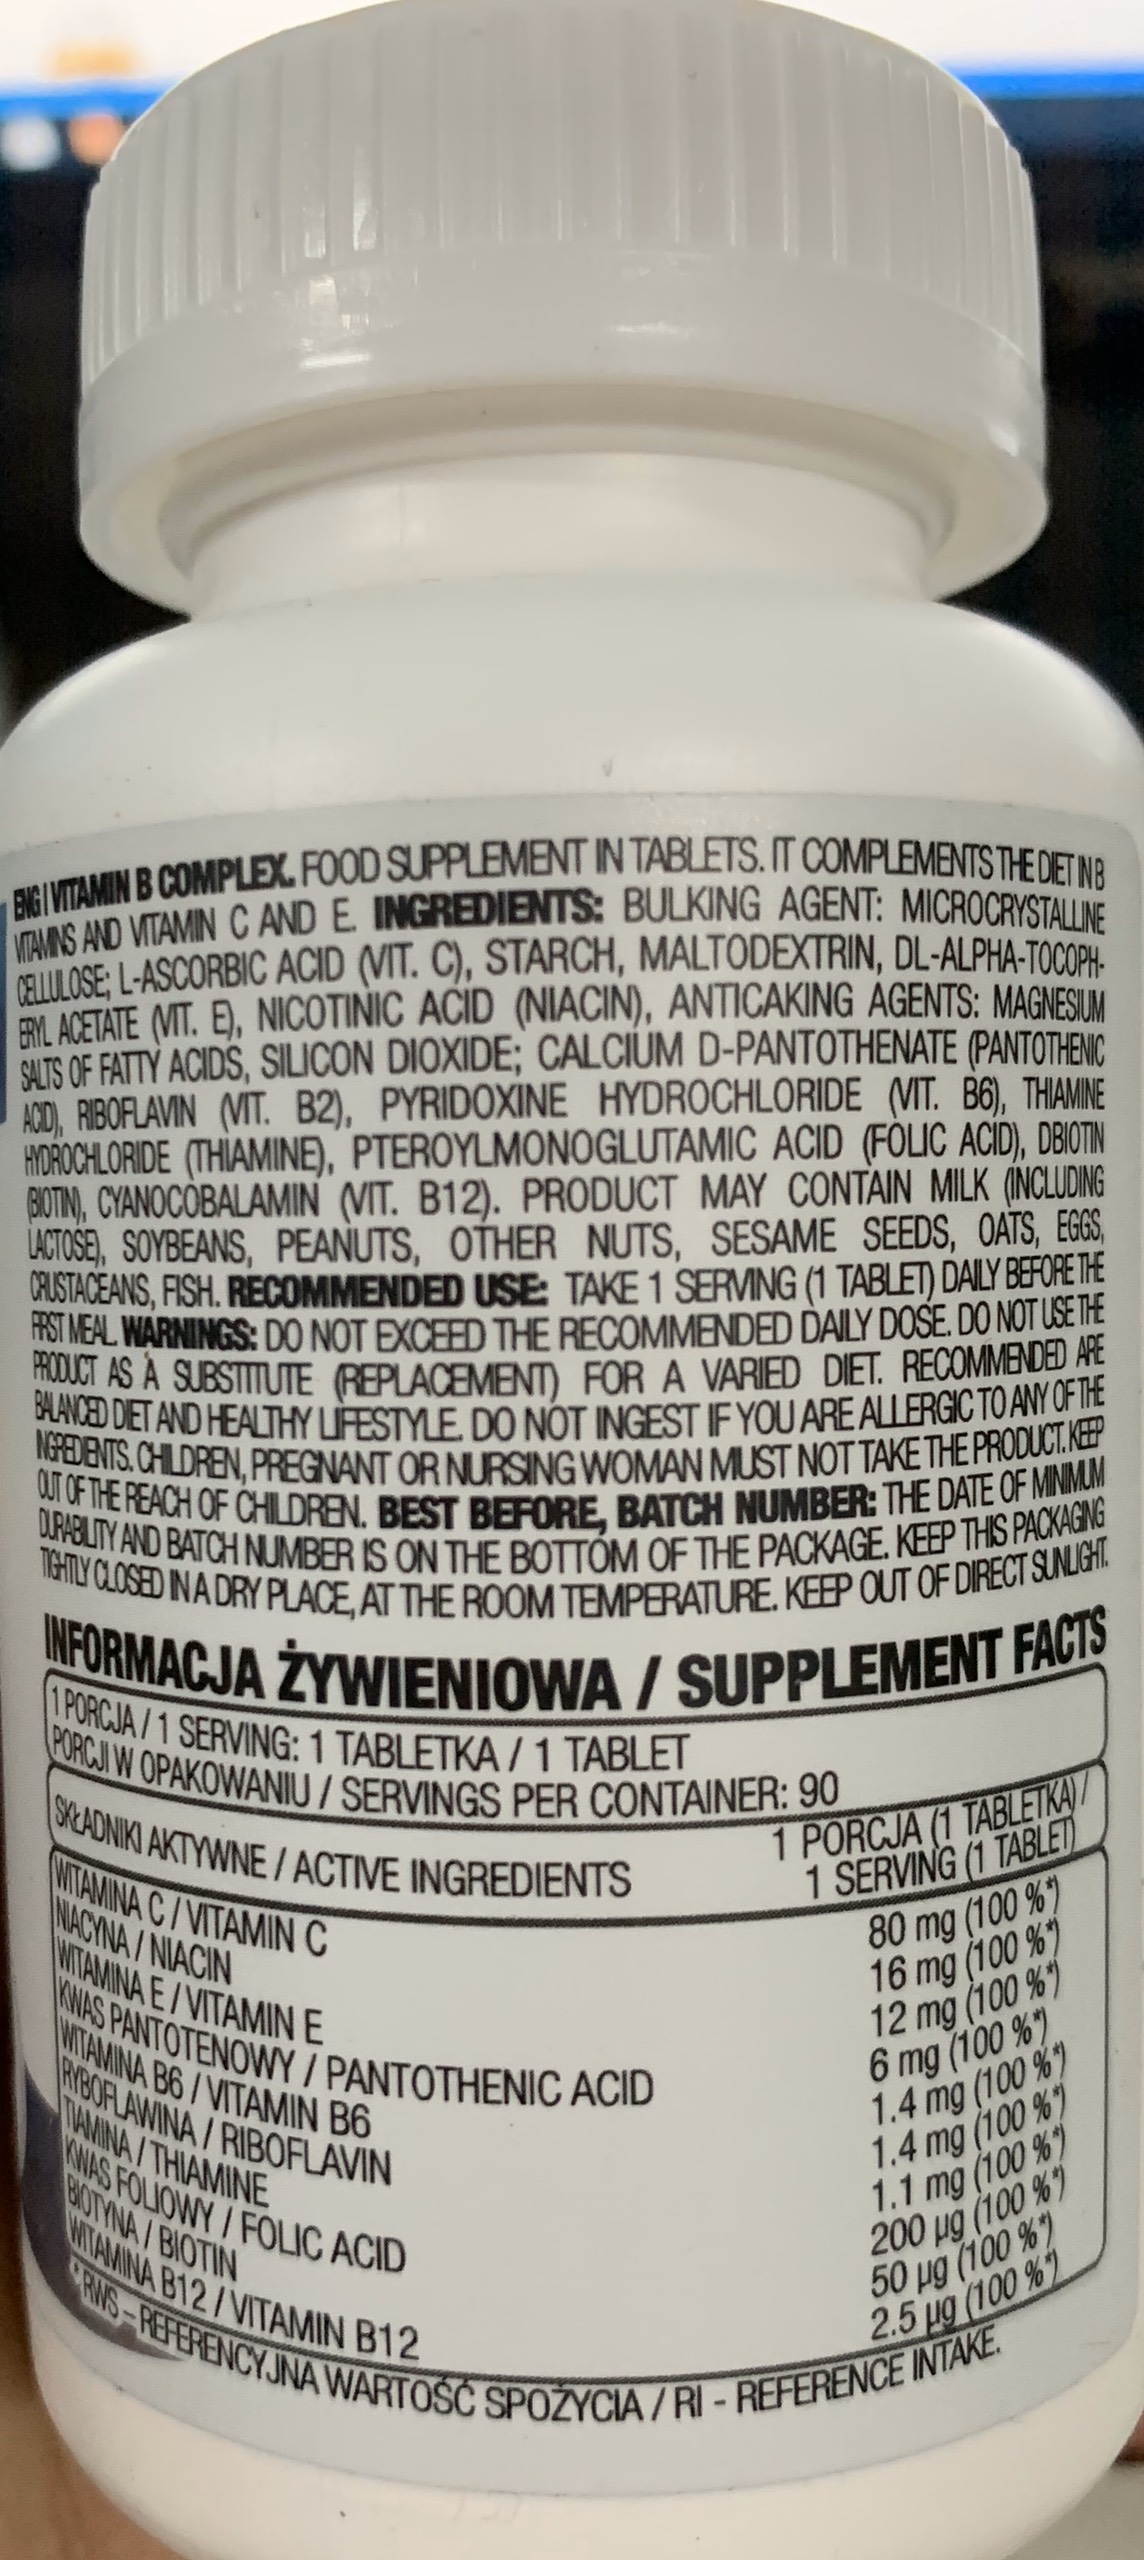 ENG | VITAMIN B COMPLEX. FOOD SUPPLEMENT IN TABLETS. IT COMPLEMENTS THE DIET IN B
VITAMINS AND VITAMIN C AND E. INGREDIENTS: BULKING AGENT: MICROCRYSTALLINE
CELLULOSE; L-ASCORBIC ACID (VIT. C), STARCH, MALTODEXTRIN, DL-ALPHA-TOCOPH-
ERYL ACETATE (VIT. E), NICOTINIC ACID (NIACIN), ANTICAKING AGENTS: MAGNESIUM
SALTS OF FATTY ACIDS, SILICON DIOXIDE; CALCIUM D-PANTOTHENATE (PANTOTHENIC
ACID), RIBOFLAVIN (VIT. B2), PYRIDOXINE HYDROCHLORIDE (VIT. B6), THIAMINE
HYDROCHLORIDE (THIAMINE), PTEROYLMONOGLUTAMIC ACID (FOLIC ACID), DBIOTIN
(BIOTIN), CYANOCOBALAMIN (VIT. B12). PRODUCT MAY CONTAIN MILK (INCLUDING
LACTOSE), SOYBEANS, PEANUTS, OTHER NUTS, SESAME SEEDS, OATS, EGGS,
CRUSTACEANS, FISH. RECOMMENDED USE: TAKE 1 SERVING (1 TABLET) DAILY BEFORE THE
FIRST MEAL. WARNINGS: DO NOT EXCEED THE RECOMMENDED DAILY DOSE. DO NOT USE THE
PRODUCT AS A SUBSTITUTE (REPLACEMENT) FOR A VARIED DIET. RECOMMENDED ARE
BALANCED DIET AND HEALTHY LIFESTYLE. DO NOT INGEST IF YOU ARE ALLERGIC TO ANY OF THE
INGREDIENTS. CHILDREN, PREGNANT OR NURSING WOMAN MUST NOT TAKE THE PRODUCT. KEEP
OUT OF THE REACH OF CHILDREN. BEST BEFORE, BATCH NUMBER: THE DATE OF MINIMUM
DURABILITY AND BATCH NUMBER IS ON THE BOTTOM OF THE PACKAGE. KEEP THIS PACKAGING
TIGHTLY CLOSED IN A DRY PLACE, AT THE ROOM TEMPERATURE. KEEP OUT OF DIRECT SUNLIGHT.
INFORMACJA ŻYWIENIOWA / SUPPLEMENT FACTS
1 PORCJA / 1 SERVING: 1 TABLETKA / 1 TABLET
PORCJI W OPAKOWANIU / SERVINGS PER CONTAINER: 90
SKŁADNIKI AKTYWNE / ACTIVE INGREDIENTS 1 PORCJA (1 TABLETKA) /
1 SERVING (1 TABLET)
WITAMINA C / VITAMIN C 80 mg (100 %*)
NIACYNA / NIACIN 16 mg (100 %*)
WITAMINA E / VITAMIN E 12 mg (100 %*)
KWAS PANTOTENOWY / PANTOTHENIC ACID 6 mg (100 %*)
WITAMINA B6 / VITAMIN B6 1.4 mg (100 %*)
RYBOFLAWINA / RIBOFLAVIN 1.4 mg (100 %*)
TIAMINA / THIAMINE 1.1 mg (100 %*)
KWAS FOLIOWY / FOLIC ACID 200 µg (100 %*)
BIOTYNA / BIOTIN 50 µg (100 %*)
WITAMINA B12 / VITAMIN B12 2.5 µg (100 %*)
* RWS – REFERENCYJNA WARTOŚĆ SPOŻYCIA / RI - REFERENCE INTAKE.